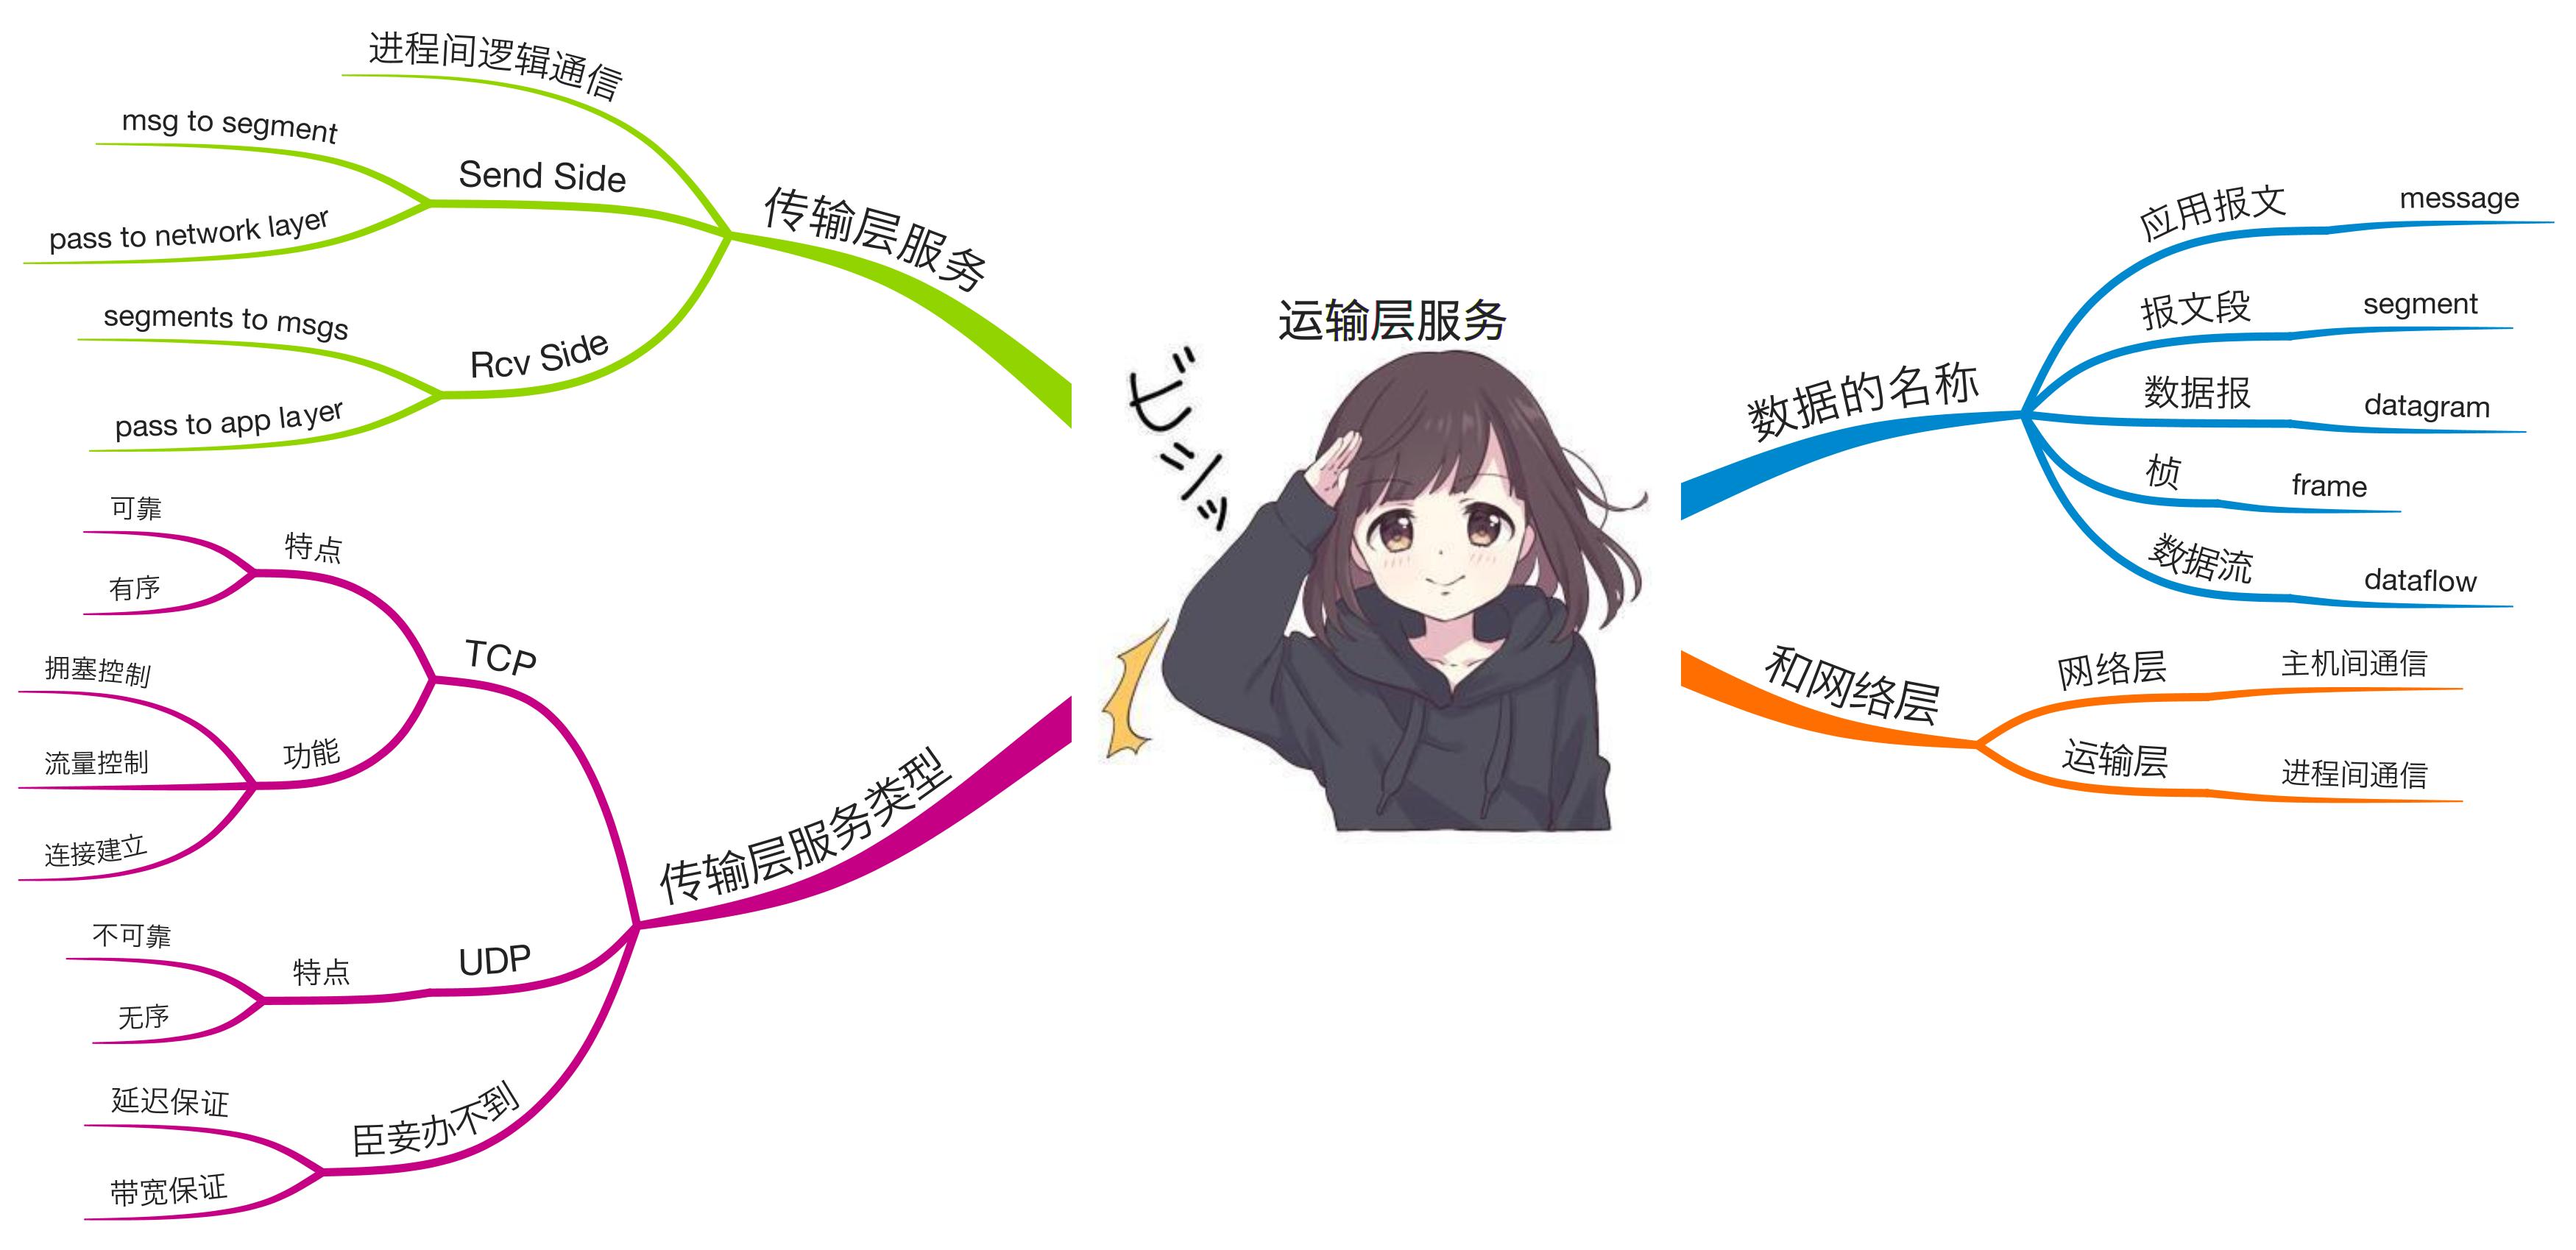 运输层服务
ビシッ
传输层服务
进程间逻辑通信
Send Side
msg to segment
pass to network layer
Rcv Side
segments to msgs
pass to app layer
传输层服务类型
TCP
特点
可靠
有序
功能
拥塞控制
流量控制
连接建立
UDP
特点
不可靠
无序
臣妾办不到
延迟保证
带宽保证
数据的名称
应用报文
message
报文段
segment
数据报
datagram
桢
frame
数据流
dataflow
和网络层
网络层
主机间通信
运输层
进程间通信